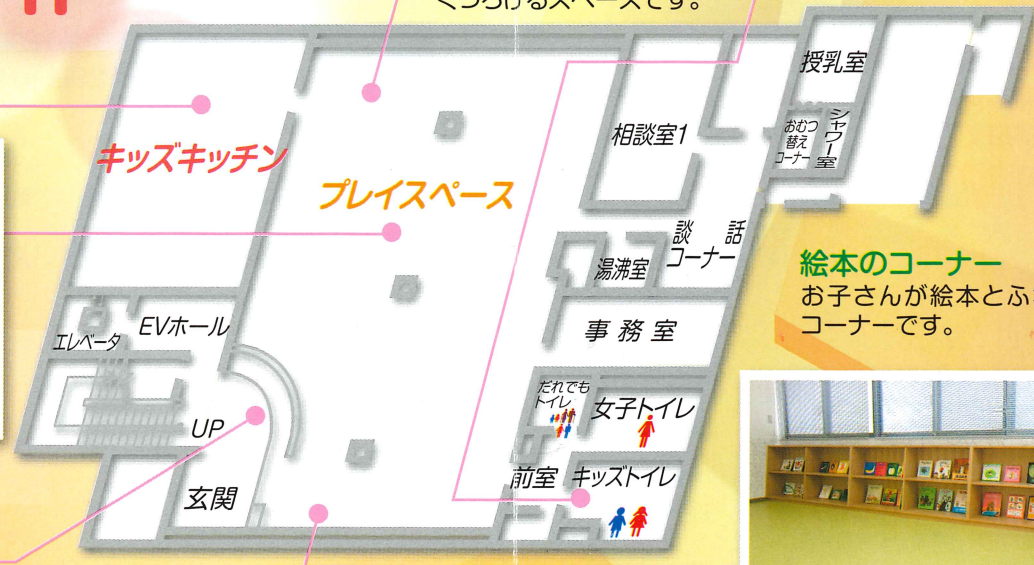 くつろげるスペースです。
授乳室
相談室1
おむつ
替え
コーナー
シャワー室
キッズキッチン
プレイスペース
談 話
コーナー
湯沸室
絵本のコーナー
お子さんが絵本とふ
コーナーです。
EVホール
エレベータ
事務室
だれでも
トイレ
女子トイレ
UP
前室
キッズトイレ
玄関